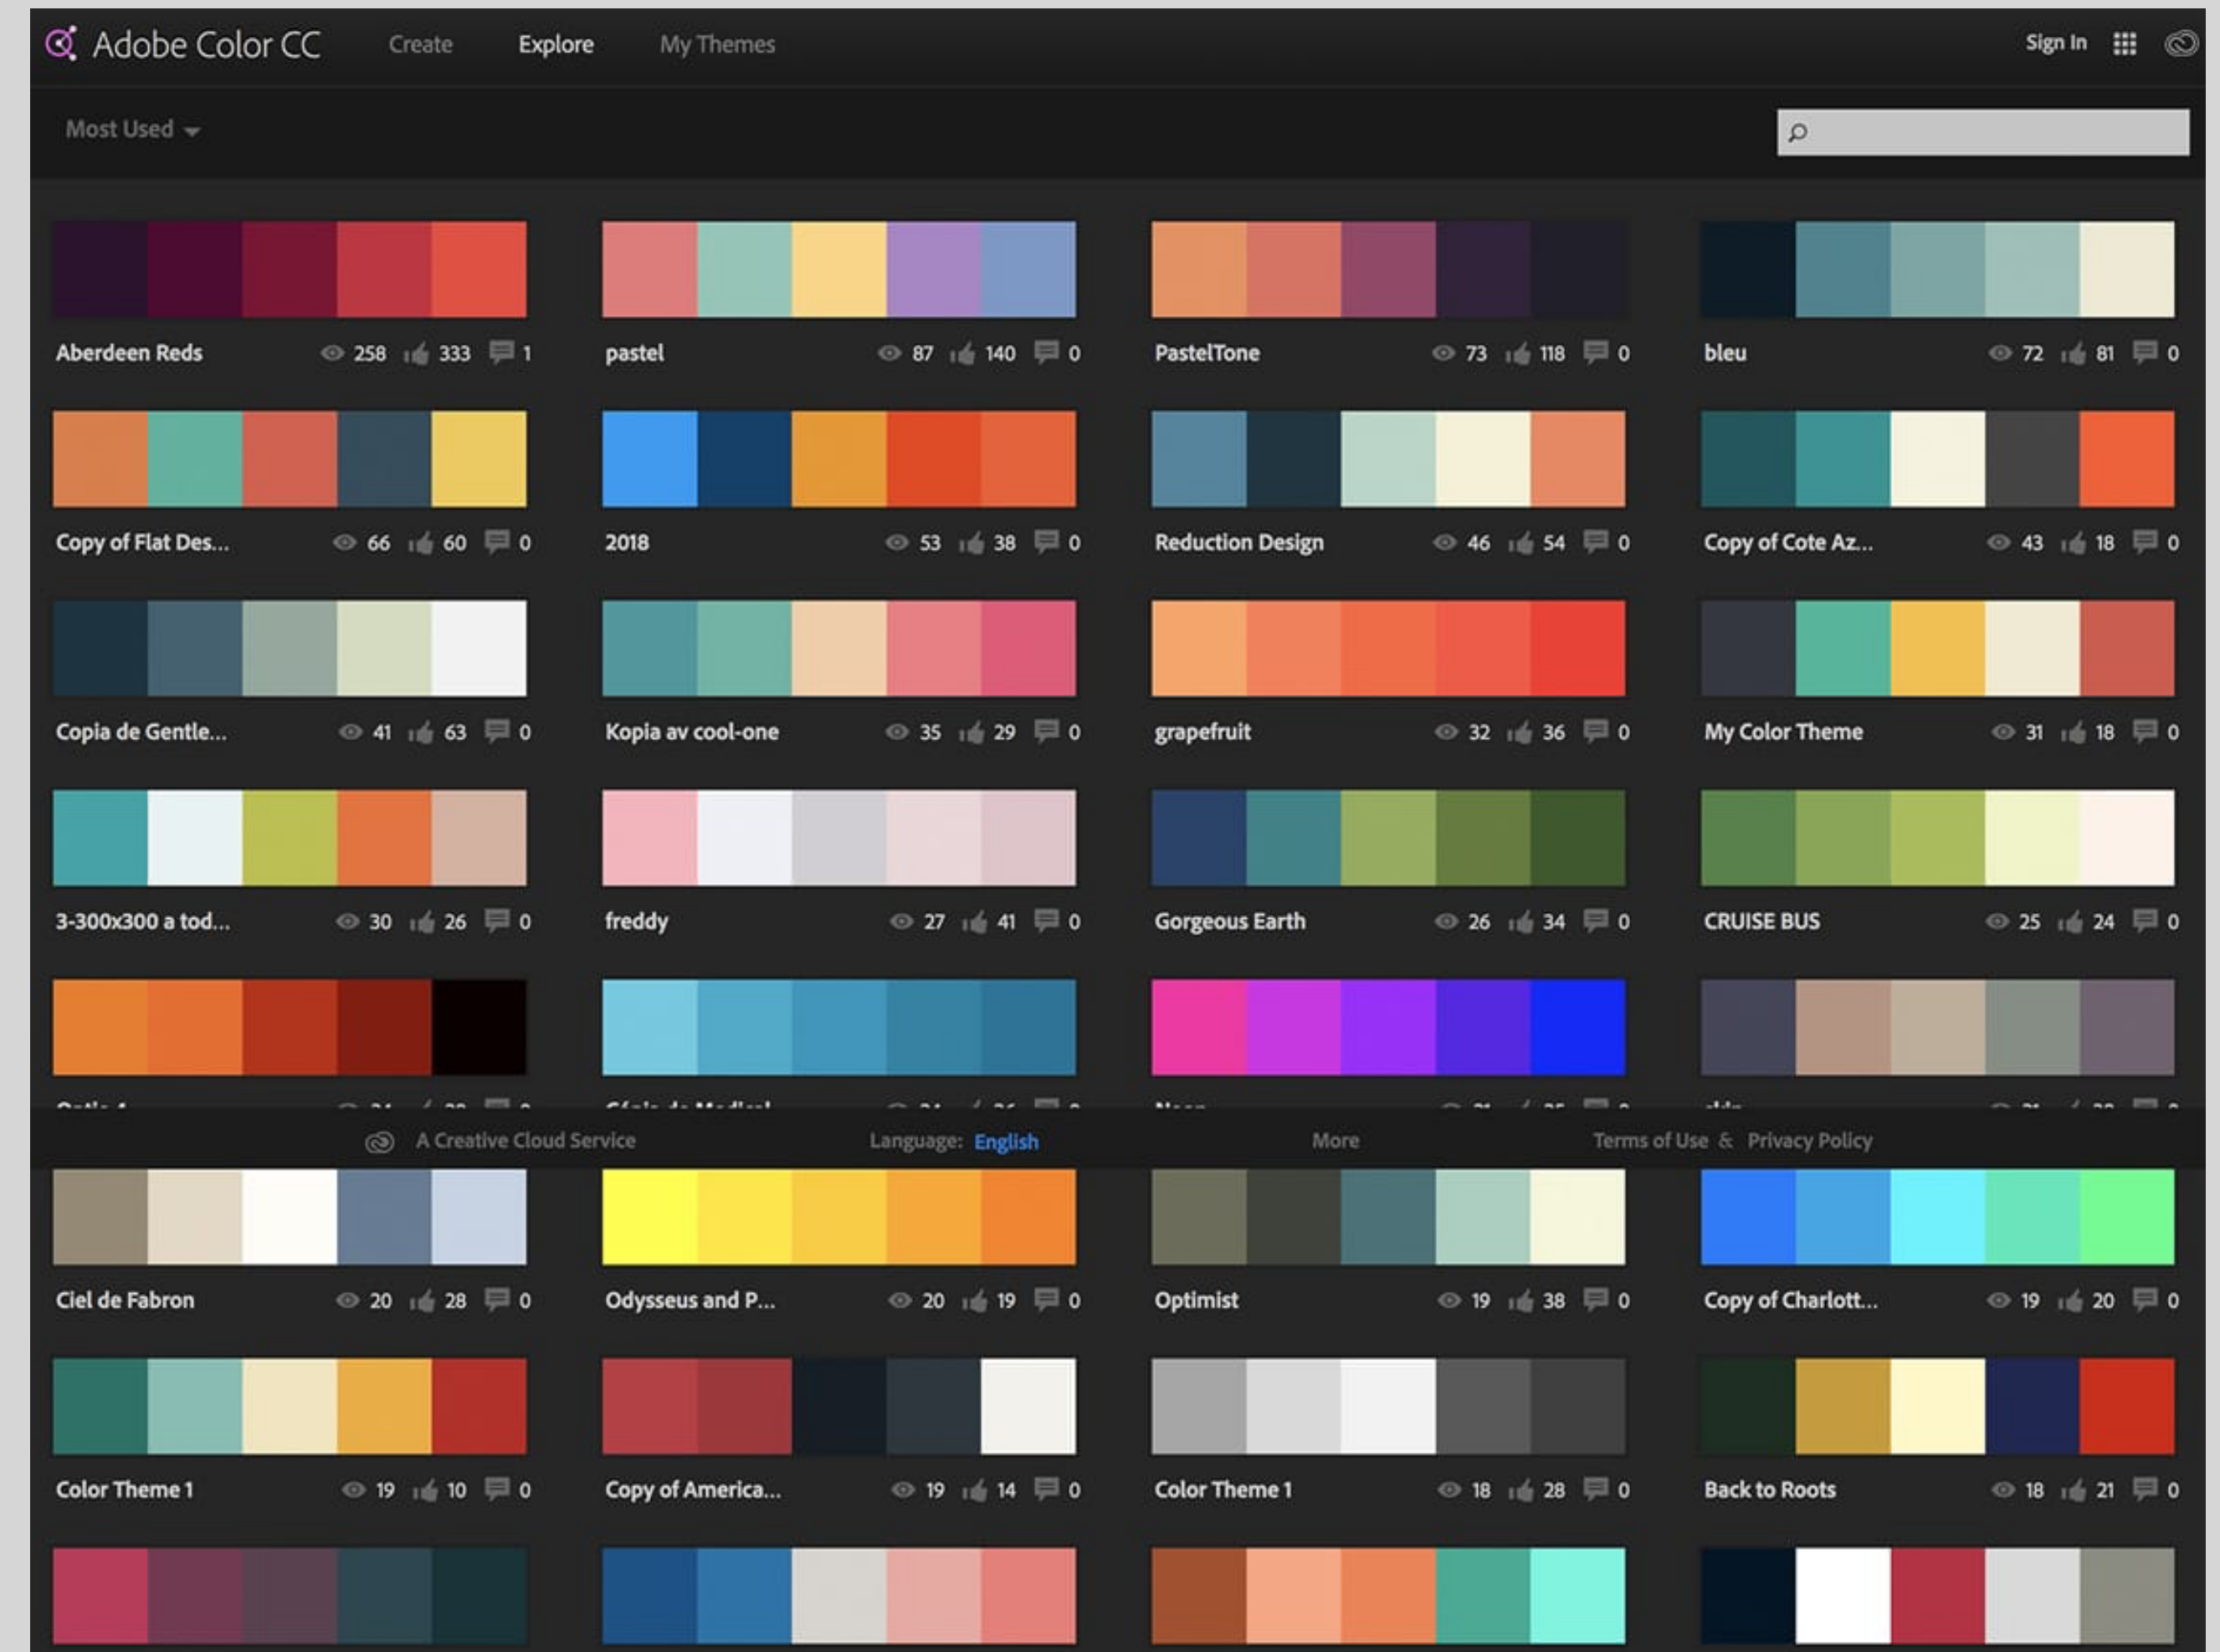 Adobe Color CC Create Explore My Themes Sign In
Most Used
Aberdeen Reds 258 333 1 pastel 87 140 0 PastelTone 73 118 0 bleu 72 81 0
Copy of Flat Des... 66 60 0 2018 53 38 0 Reduction Design 46 54 0 Copy of Cote Az... 43 18 0
Copia de Gentle... 41 63 0 Kopia av cool-one 35 29 0 grapefruit 32 36 0 My Color Theme 31 18 0
3-300x300 a tod... 30 26 0 freddy 27 41 0 Gorgeous Earth 26 34 0 CRUISE BUS 25 24 0
A Creative Cloud Service Language: English More Terms of Use & Privacy Policy
Ciel de Fabron 20 28 0 Odysseus and P... 20 19 0 Optimist 19 38 0 Copy of Charlott... 19 20 0
Color Theme 1 19 10 0 Copy of America... 19 14 0 Color Theme 1 18 28 0 Back to Roots 18 21 0